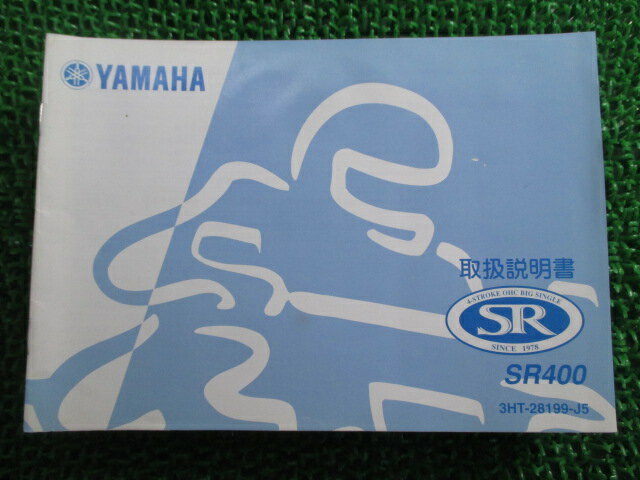 YAMAHA
取扱説明書
4-STROKE OHC BIG SINGLE
SR
SINCE 1978
SR400
3HT-28199-J5